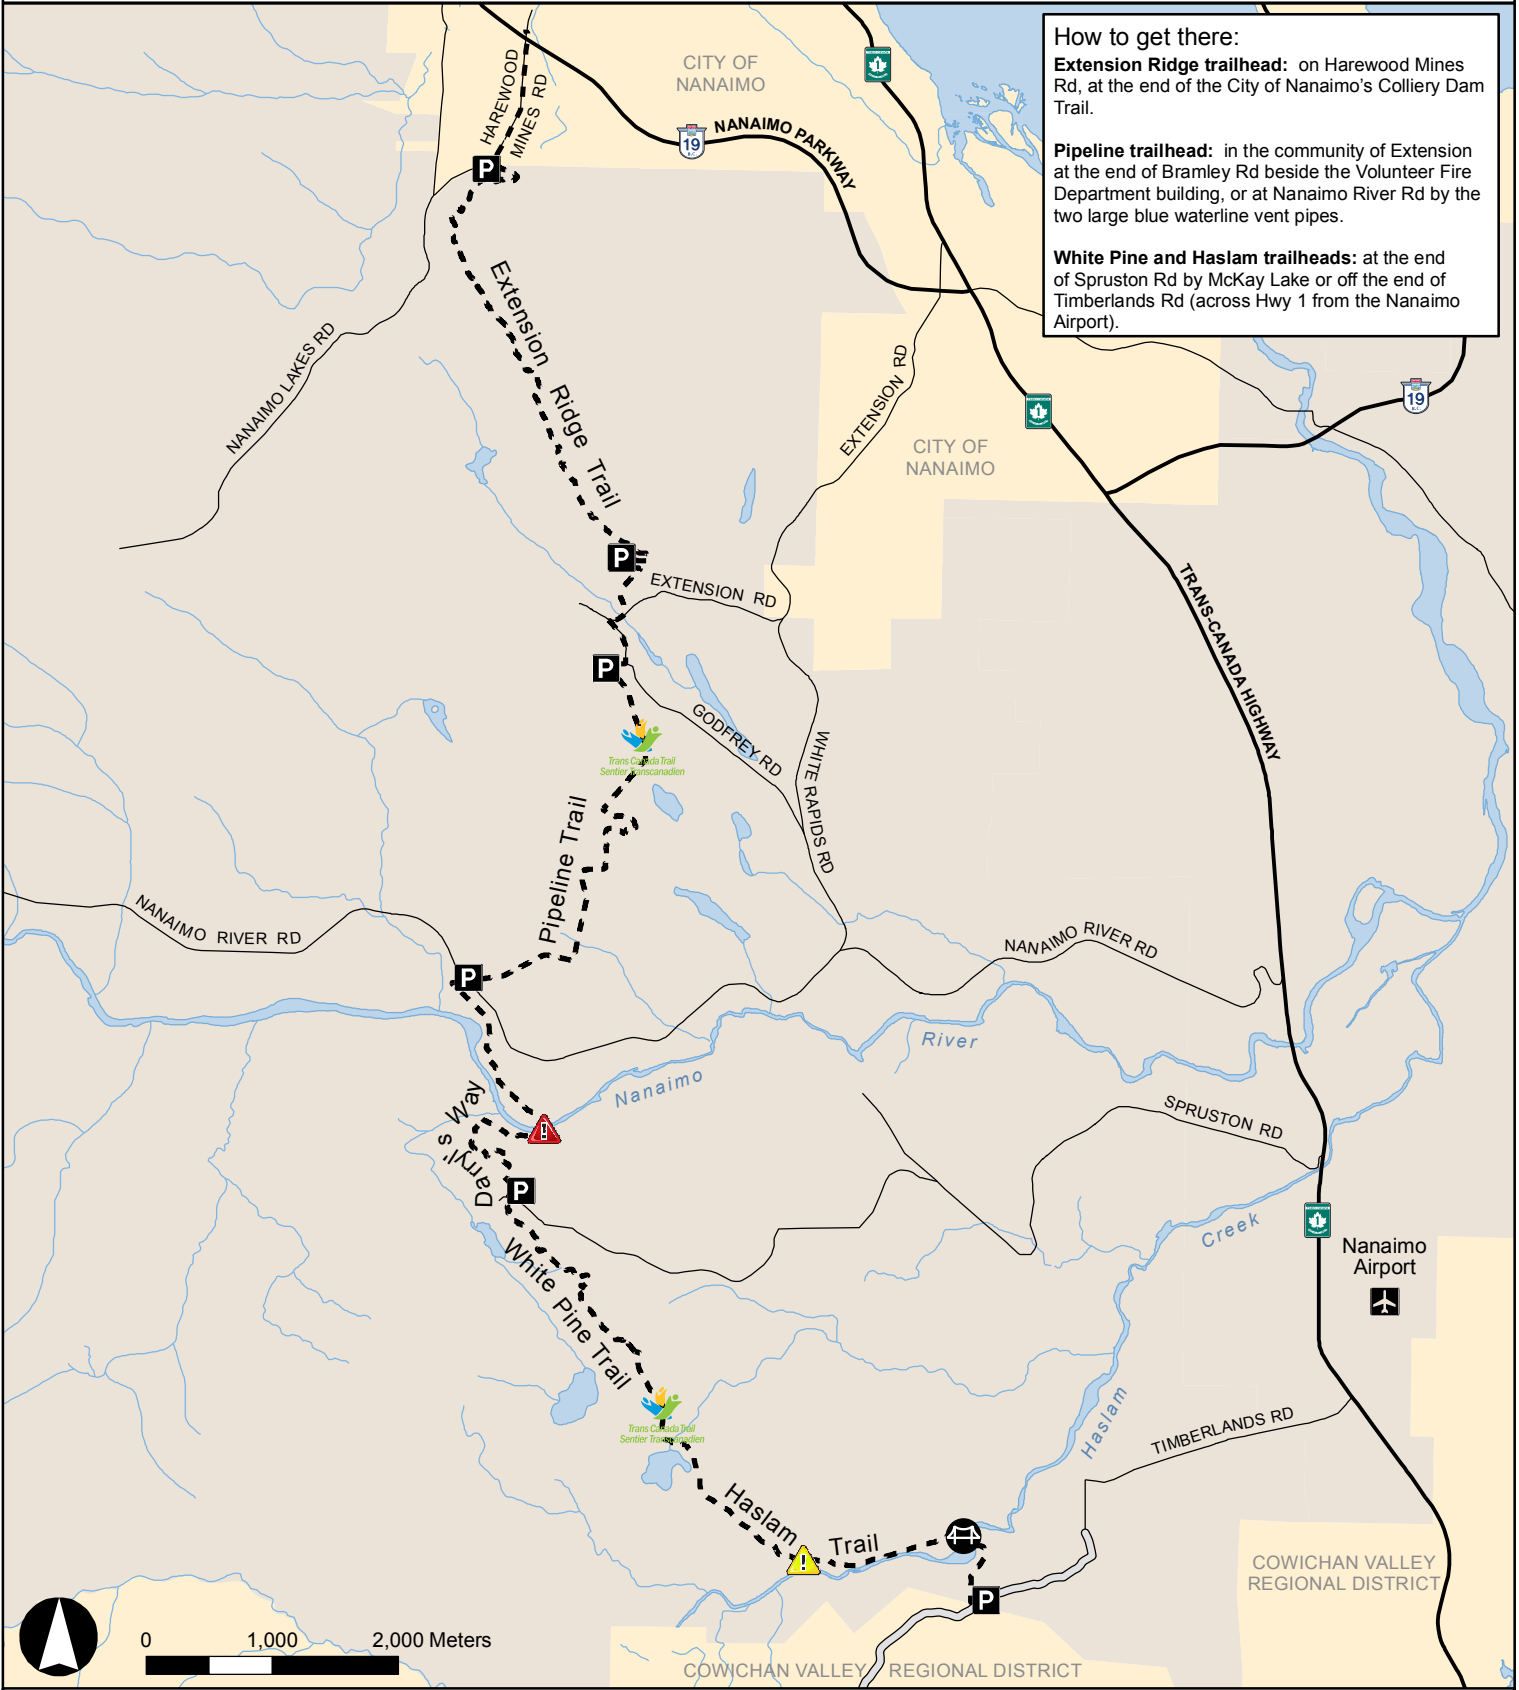 How to get there:
Extension Ridge trailhead: on Harewood Mines
Rd, at the end of the City of Nanaimo's Colliery Dam
Trail.
Pipeline trailhead: in the community of Extension
at the end of Bramley Rd beside the Volunteer Fire
Department building, or at Nanaimo River Rd by the
two large blue waterline vent pipes.
White Pine and Haslam trailheads: at the end
of Spruston Rd by McKay Lake or off the end of
Timberlands Rd (across Hwy 1 from the Nanaimo
Airport).
CITY OF
NANAIMO
1
HAREWOOD
MINES RD
19
B.C.
NANAIMO PARKWAY
P
Extension Ridge Trail
NANAIMO LAKES RD
EXTENSION RD
1
19
B.C.
CITY OF
NANAIMO
P
EXTENSION RD
TRANS-CANADA HIGHWAY
P
GODFREY RD
WHITE RAPIDS RD
Trans Canada Trail
Sentier Transcanadien
Pipeline Trail
NANAIMO RIVER RD
NANAIMO RIVER RD
P
River
Nanaimo
Darryl's Way
!
SPRUSTON RD
P
1
Creek
Nanaimo
Airport
White Pine Trail
Trans Canada Trail
Sentier Transcanadien
Haslam
TIMBERLANDS RD
Haslam Trail
!
P
COWICHAN VALLEY
REGIONAL DISTRICT
0 1,000 2,000 Meters
COWICHAN VALLEY REGIONAL DISTRICT